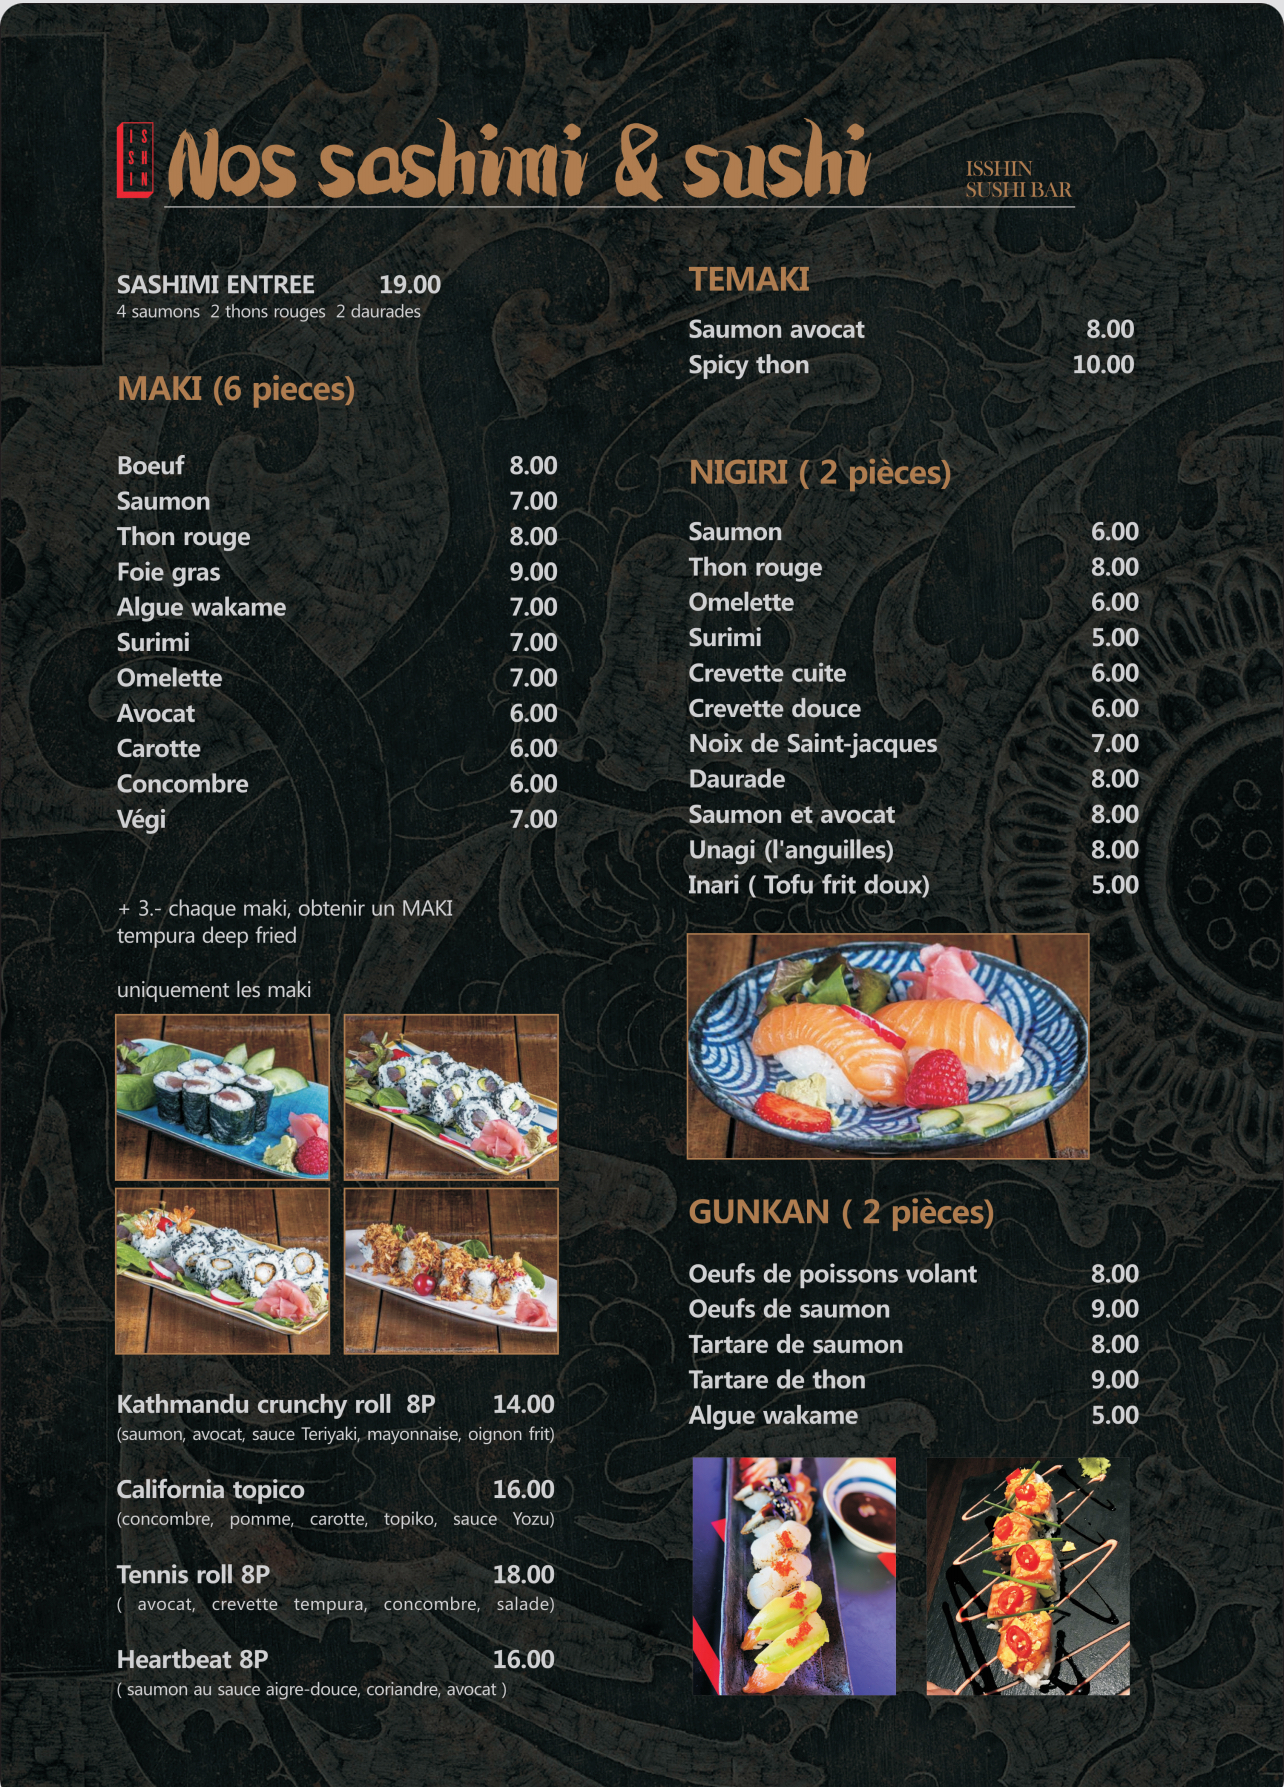 IS
SH
IN
Nos sashimi & sushi
ISSHIN
SUSHI BAR
SASHIMI ENTREE 19.00
4 saumons 2 thons rouges 2 daurades
MAKI (6 pieces)
Boeuf 8.00
Saumon 7.00
Thon rouge 8.00
Foie gras 9.00
Algue wakame 7.00
Surimi 7.00
Omelette 7.00
Avocat 6.00
Carotte 6.00
Concombre 6.00
Végi 7.00
+ 3.- chaque maki, obtenir un MAKI
tempura deep fried
uniquement les maki
Kathmandu crunchy roll 8P 14.00
(saumon, avocat, sauce Teriyaki, mayonnaise, oignon frit)
California topico 16.00
(concombre, pomme, carotte, topiko, sauce Yozu)
Tennis roll 8P 18.00
( avocat, crevette tempura, concombre, salade)
Heartbeat 8P 16.00
( saumon au sauce aigre-douce, coriandre, avocat )
TEMAKI
Saumon avocat 8.00
Spicy thon 10.00
NIGIRI ( 2 pièces)
Saumon 6.00
Thon rouge 8.00
Omelette 6.00
Surimi 5.00
Crevette cuite 6.00
Crevette douce 6.00
Noix de Saint-jacques 7.00
Daurade 8.00
Saumon et avocat 8.00
Unagi (l'anguilles) 8.00
Inari ( Tofu frit doux) 5.00
GUNKAN ( 2 pièces)
Oeufs de poissons volant 8.00
Oeufs de saumon 9.00
Tartare de saumon 8.00
Tartare de thon 9.00
Algue wakame 5.00